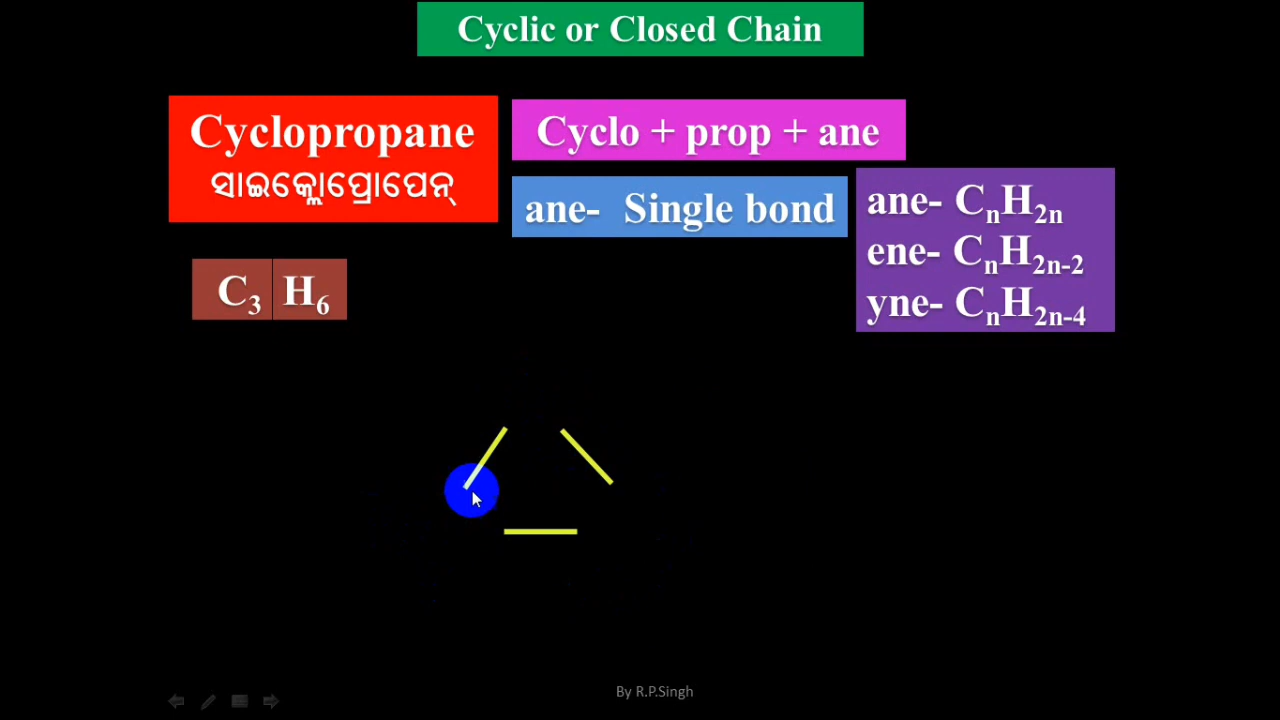 Cyclic or Closed Chain
Cyclopropane
ସାଇକ୍ଲୋପ୍ରୋପେନ୍
Cyclo + prop + ane
ane- Single bond
ane- CnH2n
ene- CnH2n-2
yne- CnH2n-4
C3 H6
By R.P.Singh